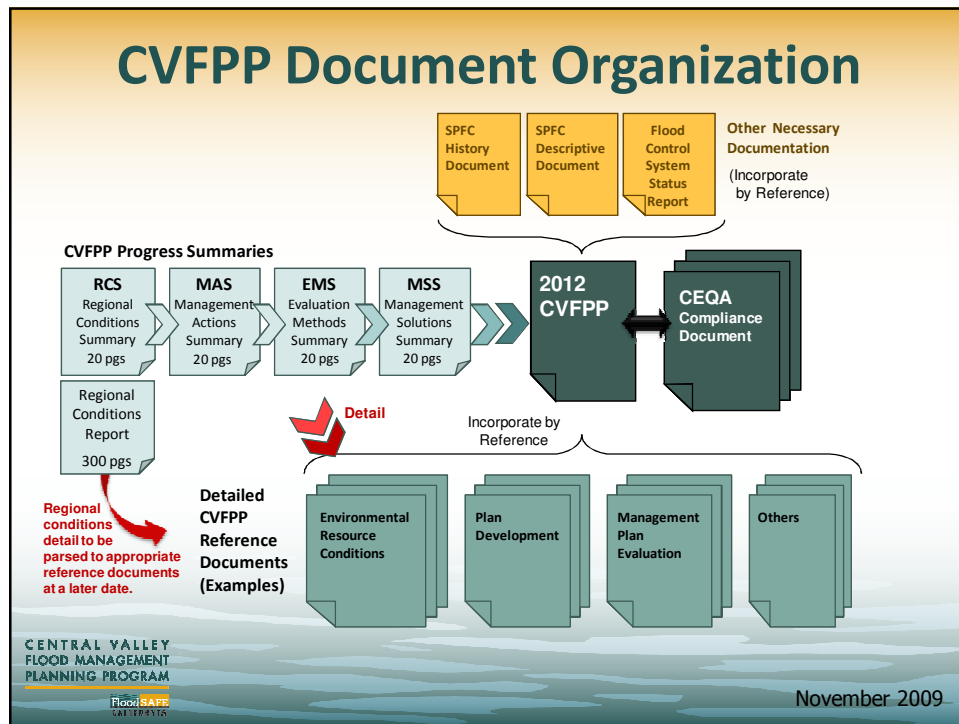 CVFPP Document Organization
SPFC
History
Document
SPFC
Descriptive
Document
Flood
Control
System
Status
Report
Other Necessary
Documentation
(Incorporate
by Reference)
CVFPP Progress Summaries
RCS
Regional
Conditions
Summary
20 pgs
MAS
Management
Actions
Summary
20 pgs
EMS
Evaluation
Methods
Summary
20 pgs
MSS
Management
Solutions
Summary
20 pgs
2012
CVFPP
CEQA
Compliance
Document
Regional
Conditions
Report
300 pgs
Detail
Incorporate by
Reference
Regional
conditions
detail to be
parsed to appropriate
reference documents
at a later date.
Detailed
CVFPP
Reference
Documents
(Examples)
Environmental
Resource
Conditions
Plan
Development
Management
Plan
Evaluation
Others
CENTRAL VALLEY
FLOOD MANAGEMENT
PLANNING PROGRAM
FloodSAFE
CALIFORNIA
November 2009